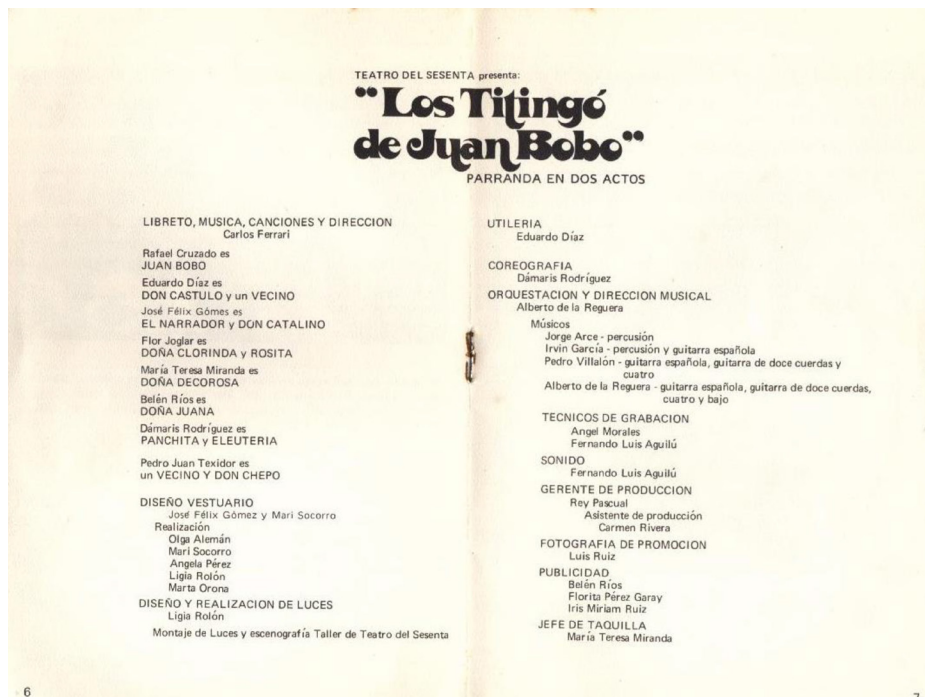 TEATRO DEL SESENTA presenta:
"Los Titingó
de Juan Bobo"
PARRANDA EN DOS ACTOS
LIBRETO, MUSICA, CANCIONES Y DIRECCION
Carlos Ferrari
Rafael Cruzado es
JUAN BOBO
Eduardo Díaz es
DON CASTULO y un VECINO
José Félix Gómes es
EL NARRADOR y DON CATALINO
Flor Joglar es
DOÑA CLORINDA y ROSITA
María Teresa Miranda es
DOÑA DECOROSA
Belén Ríos es
DOÑA JUANA
Dámaris Rodríguez es
PANCHITA y ELEUTERIA
Pedro Juan Texidor es
un VECINO Y DON CHEPO
DISEÑO VESTUARIO
José Félix Gómez y Mari Socorro
Realización
Olga Alemán
Mari Socorro
Angela Pérez
Ligia Rolón
Marta Orona
DISEÑO Y REALIZACION DE LUCES
Ligia Rolón
Montaje de Luces y escenografía Taller de Teatro del Sesenta
6
UTILERIA
Eduardo Díaz
COREOGRAFIA
Dámaris Rodríguez
ORQUESTACION Y DIRECCION MUSICAL
Alberto de la Reguera
Músicos
Jorge Arce - percusión
Irvin García - percusión y guitarra española
Pedro Villalón - guitarra española, guitarra de doce cuerdas y
cuatro
Alberto de la Reguera - guitarra española, guitarra de doce cuerdas,
cuatro y bajo
TECNICOS DE GRABACION
Angel Morales
Fernando Luis Aguilú
SONIDO
Fernando Luis Aguilú
GERENTE DE PRODUCCION
Rey Pascual
Asistente de producción
Carmen Rivera
FOTOGRAFIA DE PROMOCION
Luis Ruiz
PUBLICIDAD
Belén Ríos
Florita Pérez Garay
Iris Miriam Ruiz
JEFE DE TAQUILLA
María Teresa Miranda
7